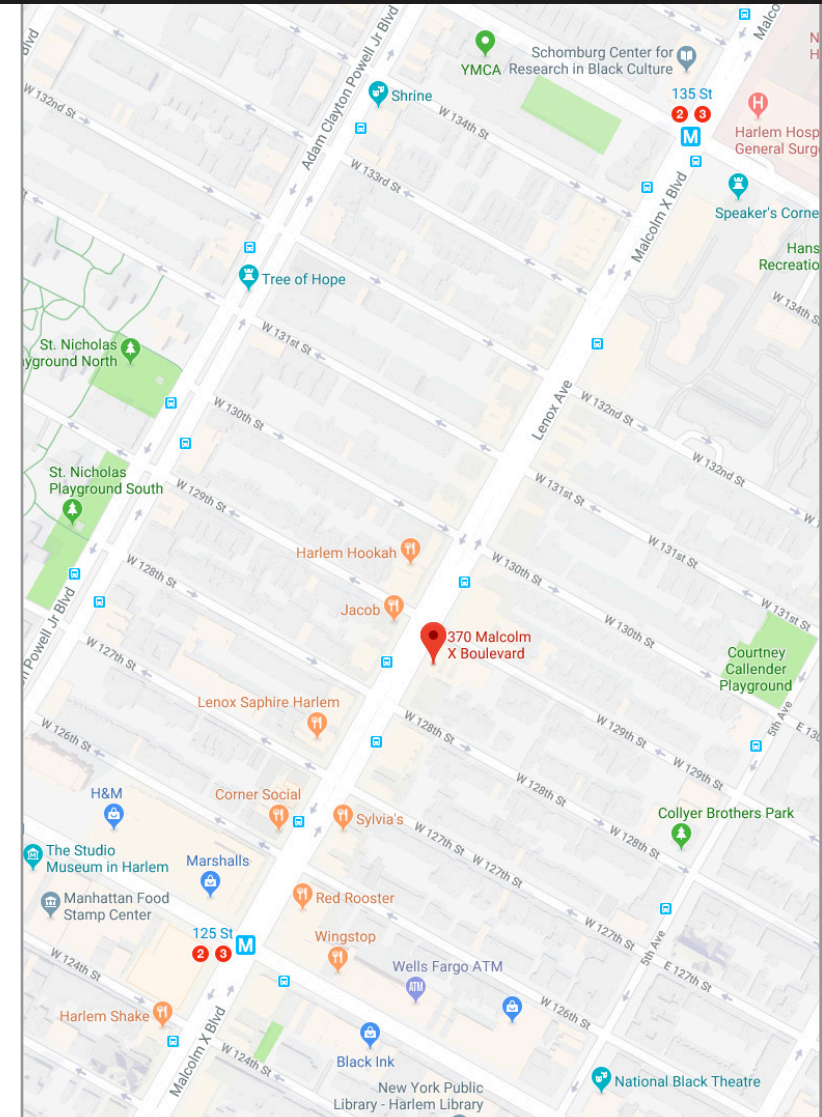 Blvd
Adam Clayton Powell Jr Blvd
Malco
YMCA
Schomburg Center for
Research in Black Culture
N
H
W 132nd St
Shrine
135 St
2 3
M
H
Harlem Hosp
General Surg
W 134th St
W 133rd St
Malcolm X Blvd
Speaker's Corne
Hans
Recreatio
Tree of Hope
W 134th S
W 131st St
St. Nicholas
yground North
Lenox Ave
W 132nd St
W 130th St
W 132nd St
St. Nicholas
Playground South
W 129th St
W 131st St
W 1
W 131st St
Harlem Hookah
W 130th St
W 128th St
W 131st St
Jacob
W 130th St
370 Malcolm
X Boulevard
n Powell Jr Blvd
W 127th St
Courtney
Callender
Playground
Lenox Saphire Harlem
W 128th St
W 129th St
5th Ave
E 130
W 126th St
W 129th St
W 128th St
H&M
Corner Social
Sylvia's
Collyer Brothers Park
W 127th St
W 128th St
The Studio
Museum in Harlem
Marshalls
W 127th St
Manhattan Food
Stamp Center
Red Rooster
W 127th St
125 St
2 3
M
Wingstop
5th Ave
W 124th St
Wells Fargo ATM
ATM
E 127th St
Harlem Shake
W 126th St
Malcolm X Blvd
W 124th St
Black Ink
New York Public
Library - Harlem Library
National Black Theatre